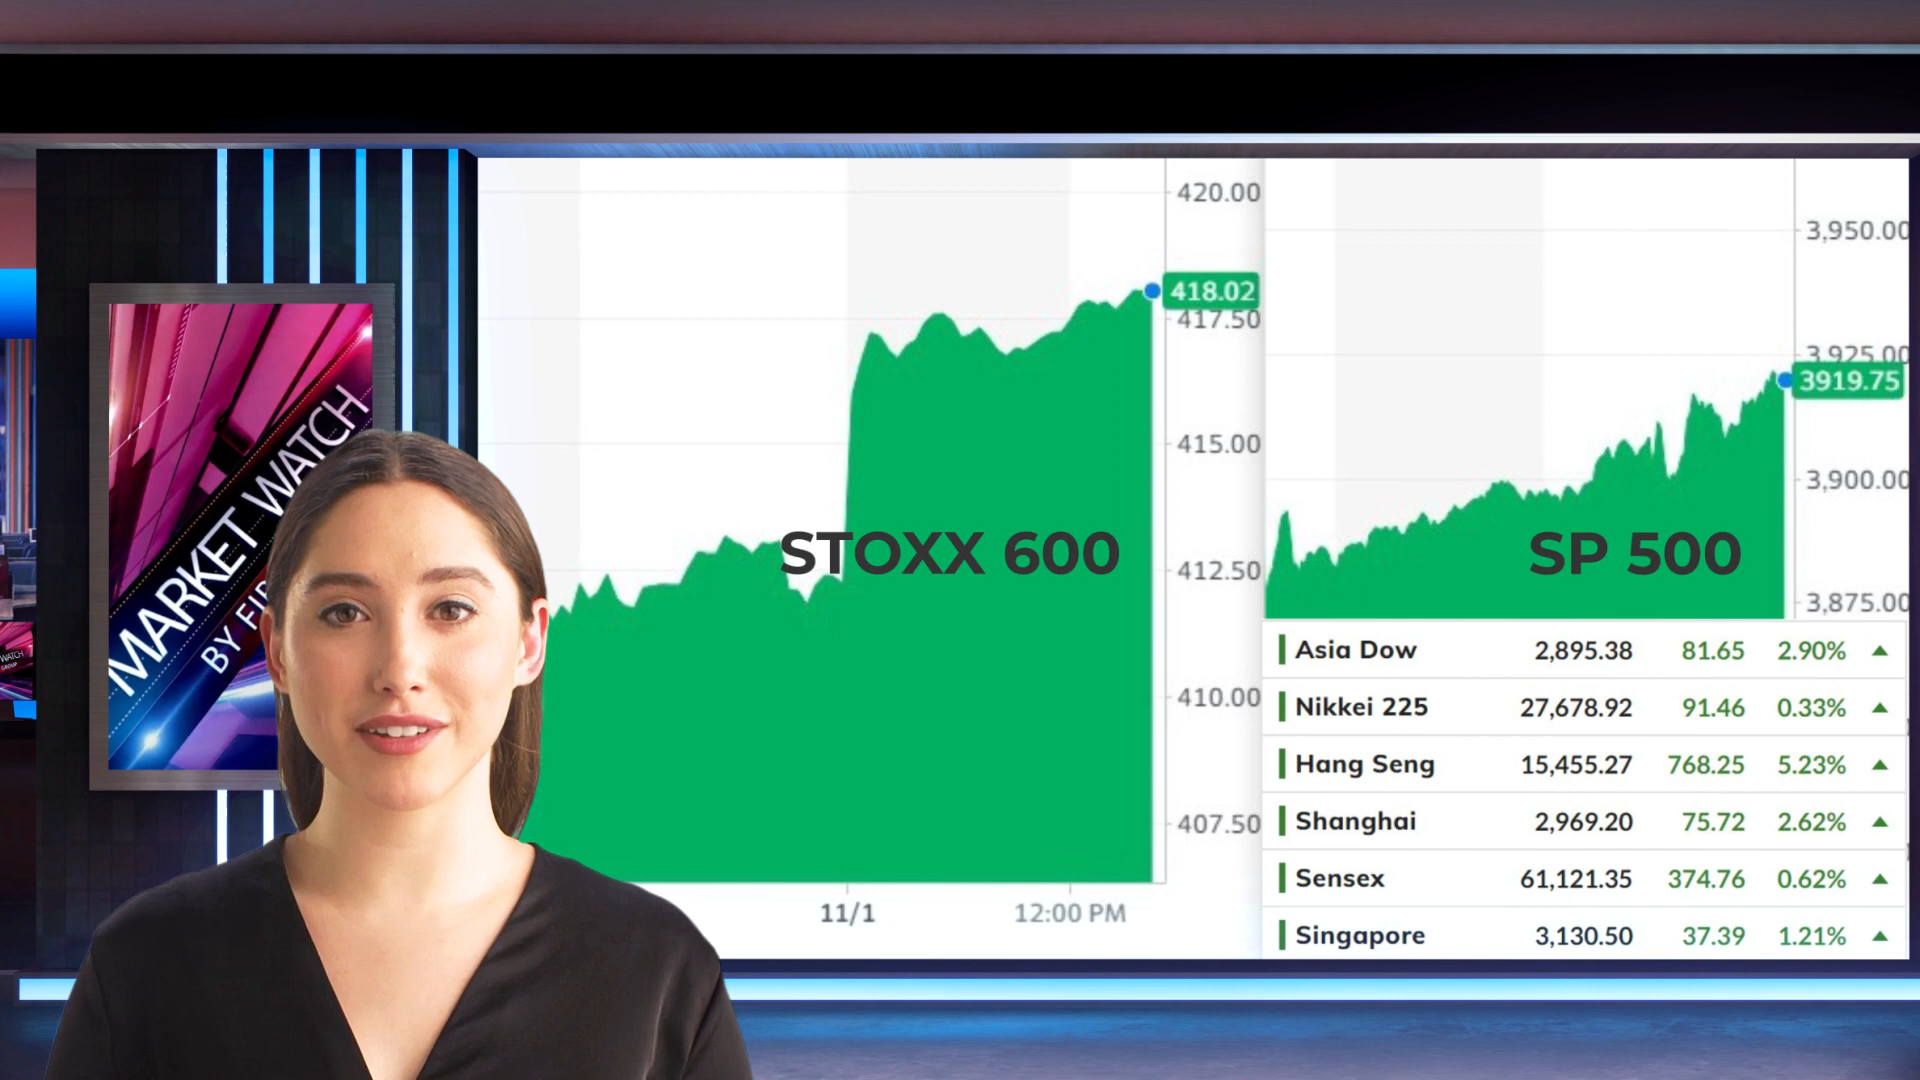 MARKET WATCH
BY
WATCH
GROUP
STOXX 600
420.00
418.02
417.50
415.00
412.50
410.00
407.50
11/1
12:00 PM
SP 500
3,950.00
3,925.00
3919.75
3,900.00
3,875.00
Asia Dow 2,895.38 81.65 2.90%
Nikkei 225 27,678.92 91.46 0.33%
Hang Seng 15,455.27 768.25 5.23%
Shanghai 2,969.20 75.72 2.62%
Sensex 61,121.35 374.76 0.62%
Singapore 3,130.50 37.39 1.21%